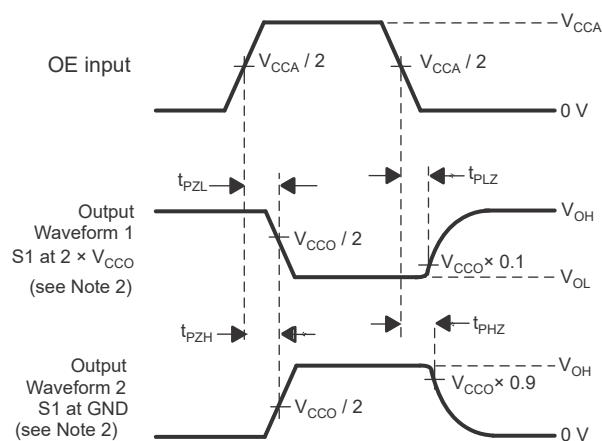 V_CCA
OE input
V_CCA / 2
V_CCA / 2
0 V
t_PZL
t_PLZ
Output
Waveform 1
S1 at 2 × V_CCO
(see Note 2)
V_OH
V_CCO / 2
V_CCO × 0.1
V_OL
t_PZH
t_PHZ
Output
Waveform 2
S1 at GND
(see Note 2)
V_OH
V_CCO × 0.9
V_CCO / 2
0 V